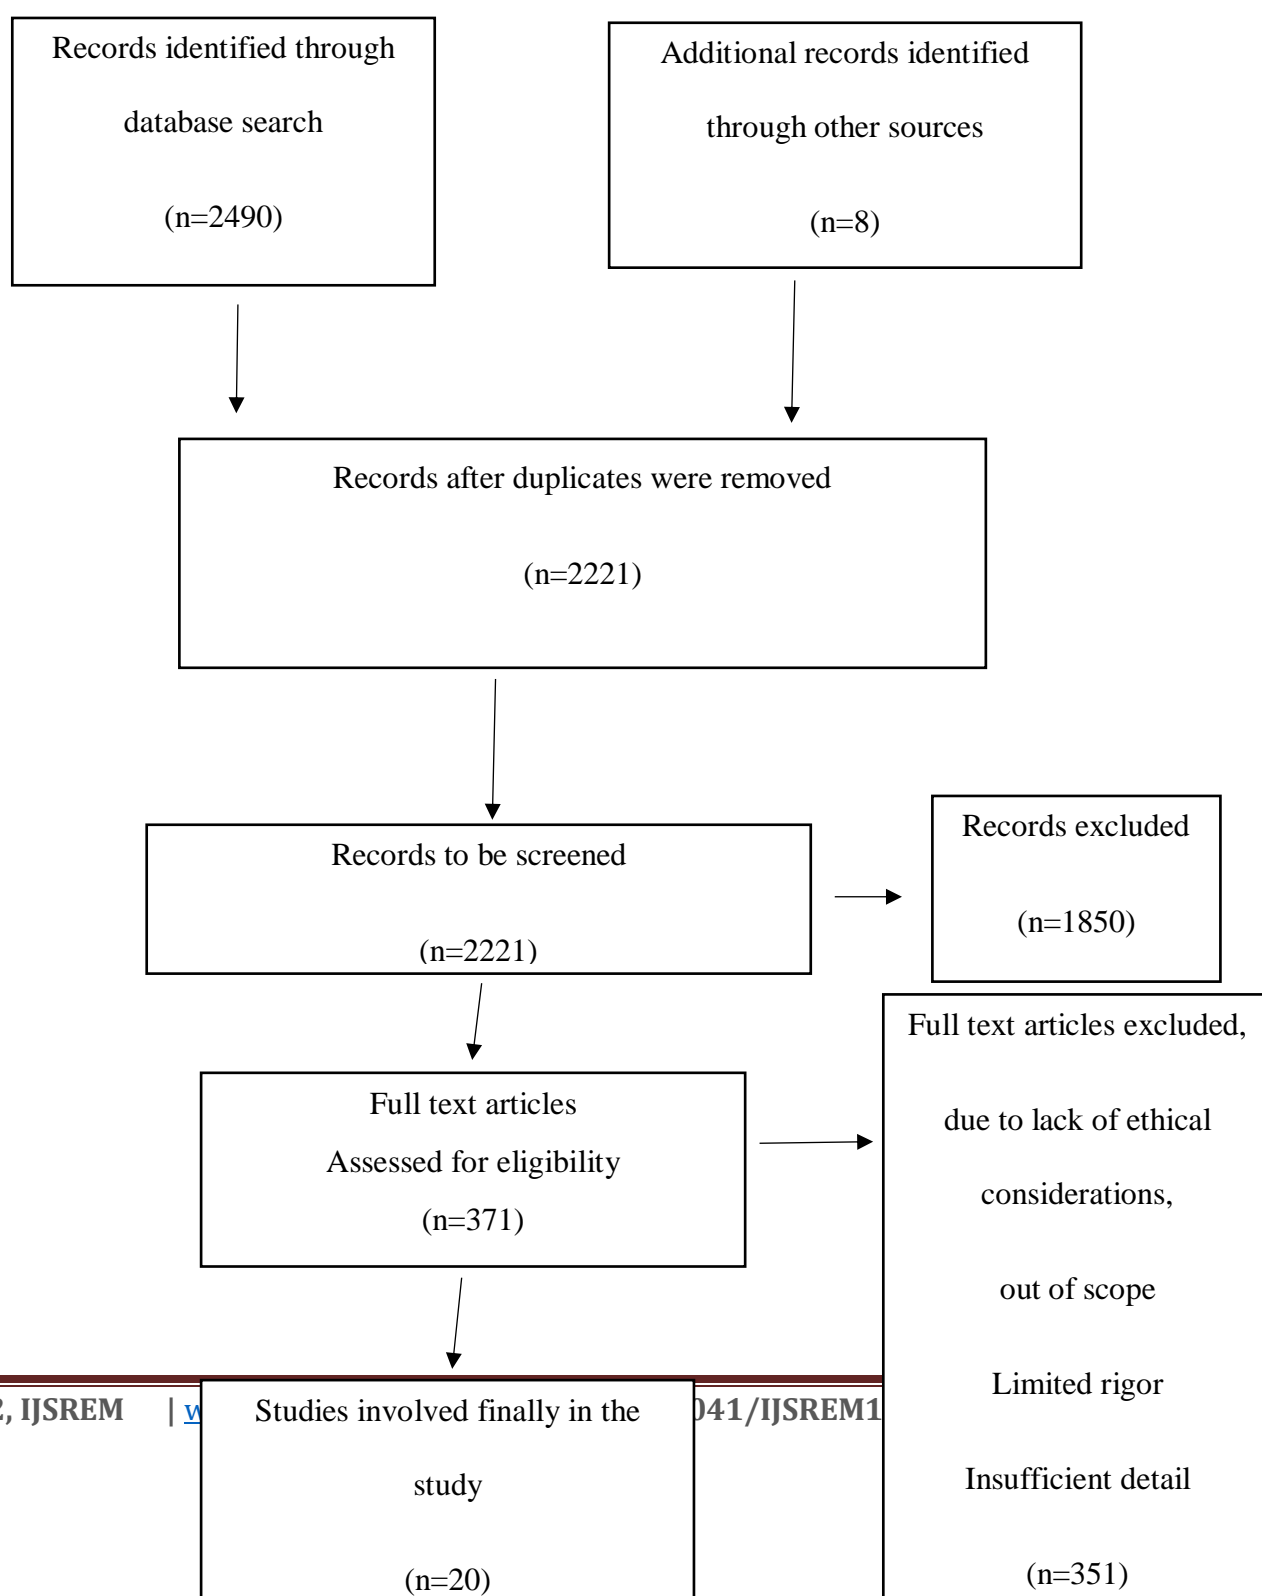 Records identified through
database search
(n=2490)
Additional records identified
through other sources
(n=8)
Records after duplicates were removed
(n=2221)
Records to be screened
(n=2221)
Records excluded
(n=1850)
Full text articles
Assessed for eligibility
(n=371)
Full text articles excluded,
due to lack of ethical
considerations,
out of scope
Limited rigor
Insufficient detail
(n=351)
Studies involved finally in the
study
(n=20)
, IJSREM | w
041/IJSREM1